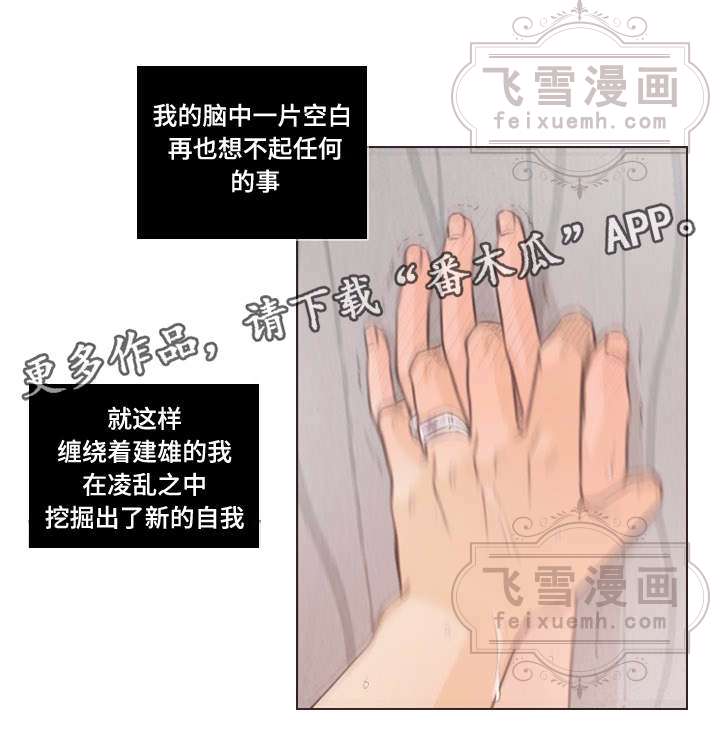 飞雪漫画
feixuemh.com
我的脑中一片空白
再也想不起任何
的事
更多作品，请下载“番木瓜”APP。
就这样
缠绕着建雄的我
在凌乱之中
挖掘出了新的自我
飞雪漫画
feixuemh.com